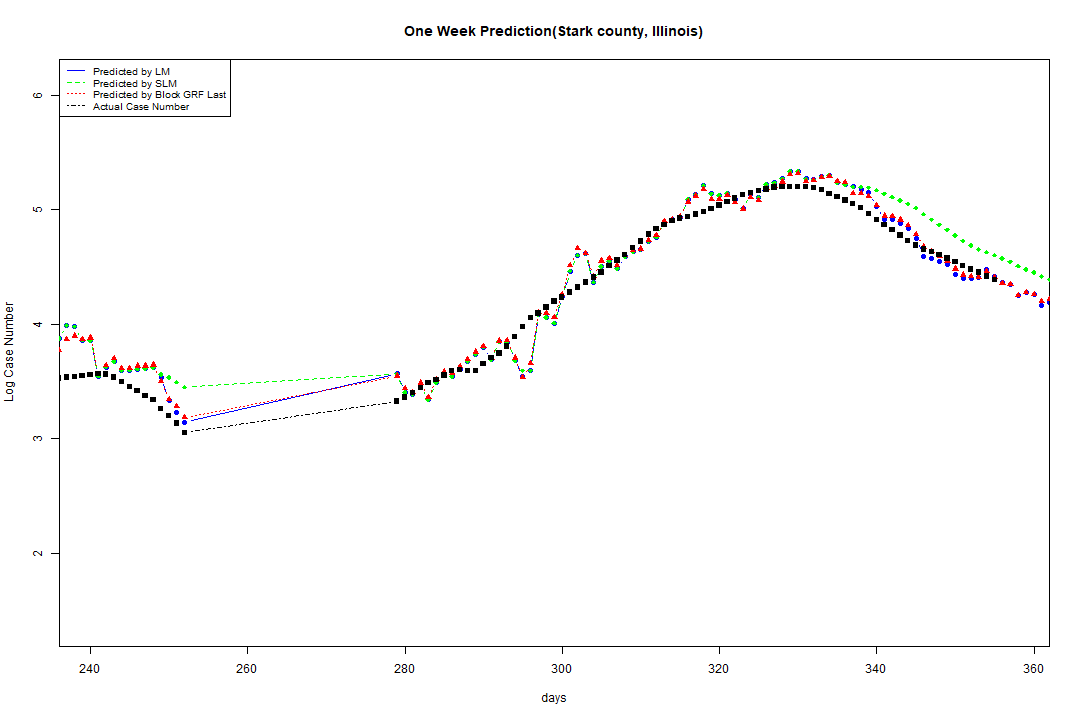 One Week Prediction(Stark county, Illinois)
Predicted by LM
Predicted by SLM
Predicted by Block GRF Last
Actual Case Number
Log Case Number
6
5
4
3
2
240 260 280 300 320 340 360
days